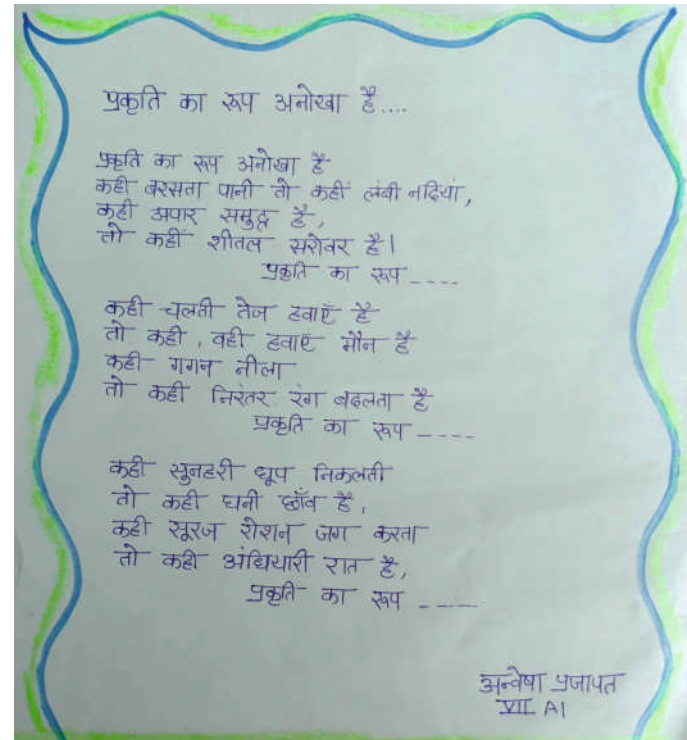 प्रकृति का रूप अनोखा है....
प्रकृति का रूप अनोखा है
कही बरसता पानी तो कहीं लंबी नदियां,
कही अपार समुद्र है,
तो कहीं शीतल सरोवर है।
प्रकृति का रूप ----
कही चलती तेज हवाएँ है
तो कही, वही हवाएँ मौन है
कही गगन नीला
तो कही निरंतर रंग बदलता है
प्रकृति का रूप ----
कही सुनहरी धूप निकलती
तो कही घनी छाँव है,
कही सूरज रोशन जग करता
तो कही अंधियारी रात है,
प्रकृति का रूप ----
अन्वेषा प्रजापत
VII A1